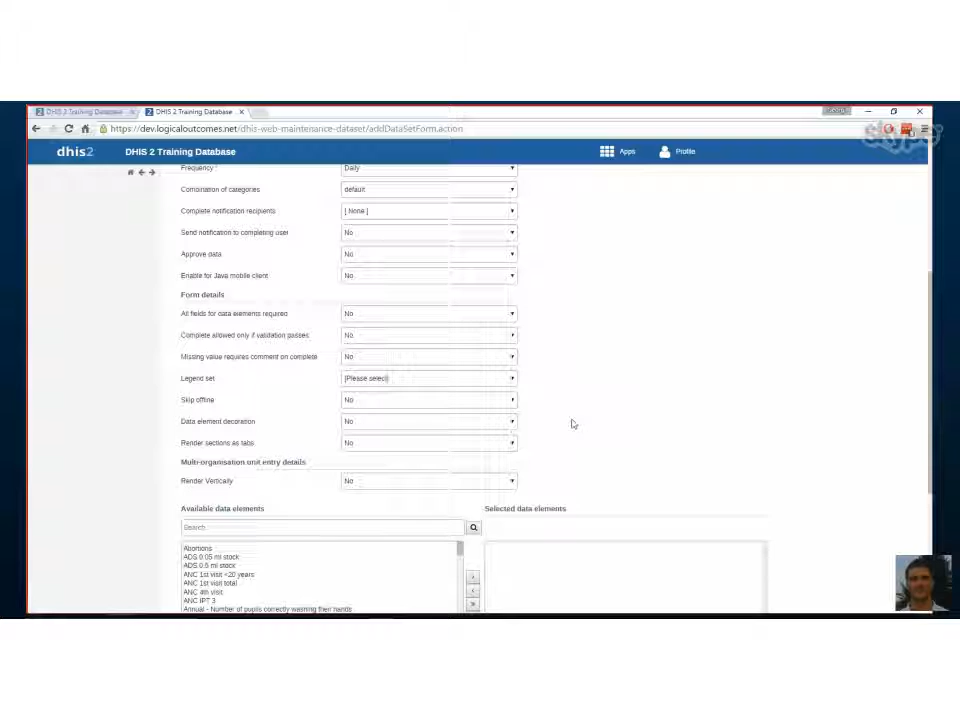 DHIS 2 Training Database
DHIS 2 Training Database
https://dev.logicaloutcomes.net/dhis-web-maintenance-dataset/addDataSetForm.action
skype
dhis2 DHIS 2 Training Database Apps Profile
Frequency * Daily
Combination of categories default
Complete notification recipients [ None ]
Send notification to completing user No
Approve data No
Enable for Java mobile client No
Form details
All fields for data elements required No
Complete allowed only if validation passes No
Missing value requires comment on complete No
Legend set [Please select]
Skip offline No
Data element decoration No
Render sections as tabs No
Multi-organisation unit entry details
Render Vertically No
Available data elements Selected data elements
Search
Abortions
ADS 0.05 ml stock
ADS 0.5 ml stock
ANC 1st visit <20 years
ANC 1st visit total
ANC 4th visit
ANC IPT 3
Annual - Number of pupils correctly washing their hands